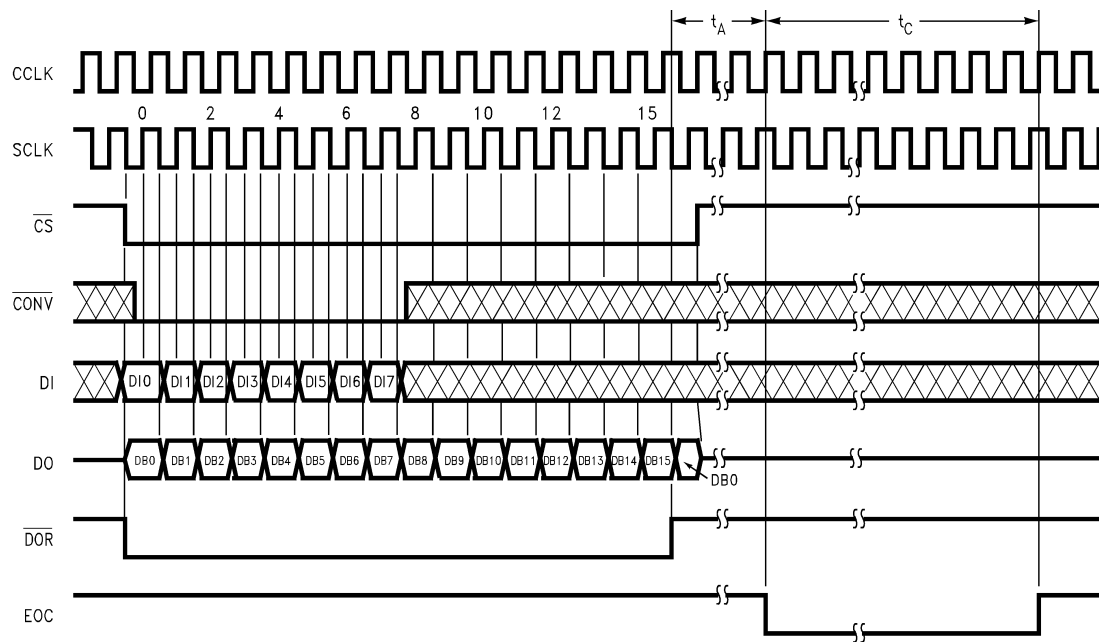 tA tC
CCLK
0 2 4 6 8 10 12 15
SCLK
CS
CONV
DI DI0 DI1 DI2 DI3 DI4 DI5 DI6 DI7
DO DB0 DB1 DB2 DB3 DB4 DB5 DB6 DB7 DB8 DB9 DB10 DB11 DB12 DB13 DB14 DB15
DB0
DOR
EOC